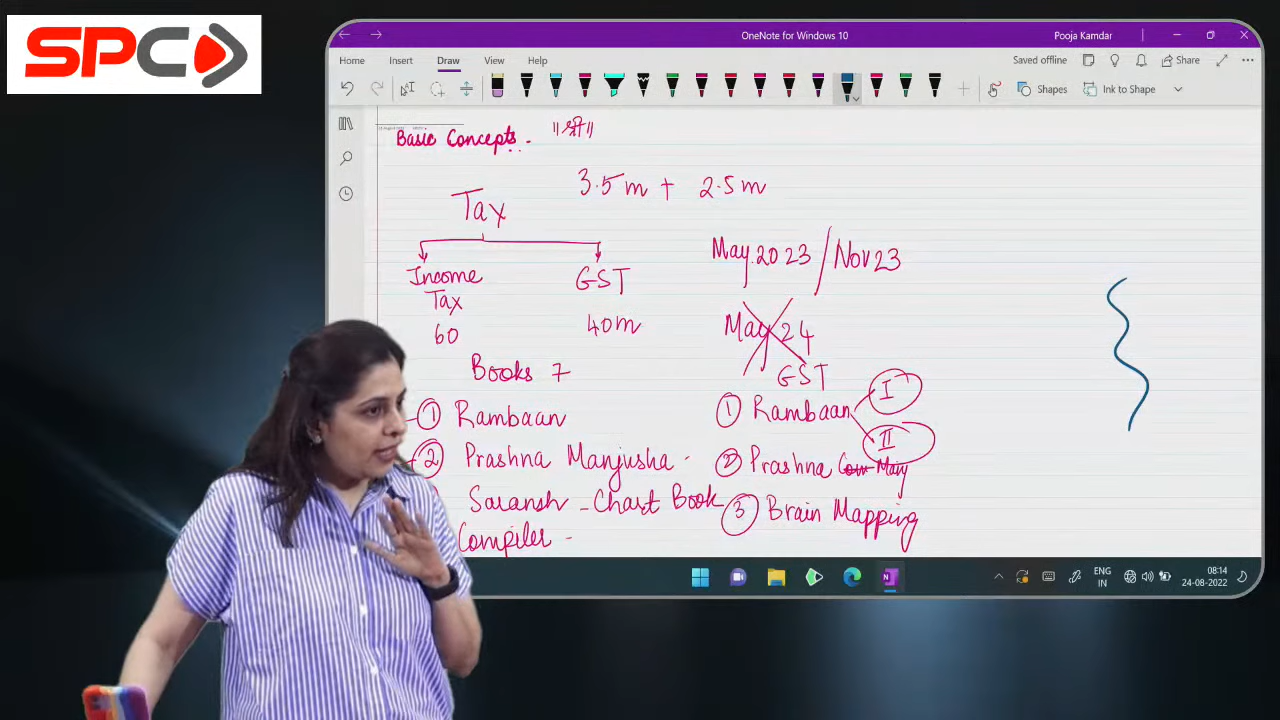 SPC
OneNote for Windows 10
Pooja Kamdar
Home Insert Draw View Help
Saved offline
Share
Shapes
Ink to Shape
Basic Concepts - ॥ श्री ॥
3.5m + 2.5m
Tax
May.2023 / Nov 23
Income Tax
GST
60
40m
May 24
Books 7
GST
1 Rambaan
2 Prashna Manjusha -
Saransh - Chart Book
Compiler -
1 Rambaan I II
2 Prashna Manj
3 Brain Mapping
ENG
IN
08:14
24-08-2022